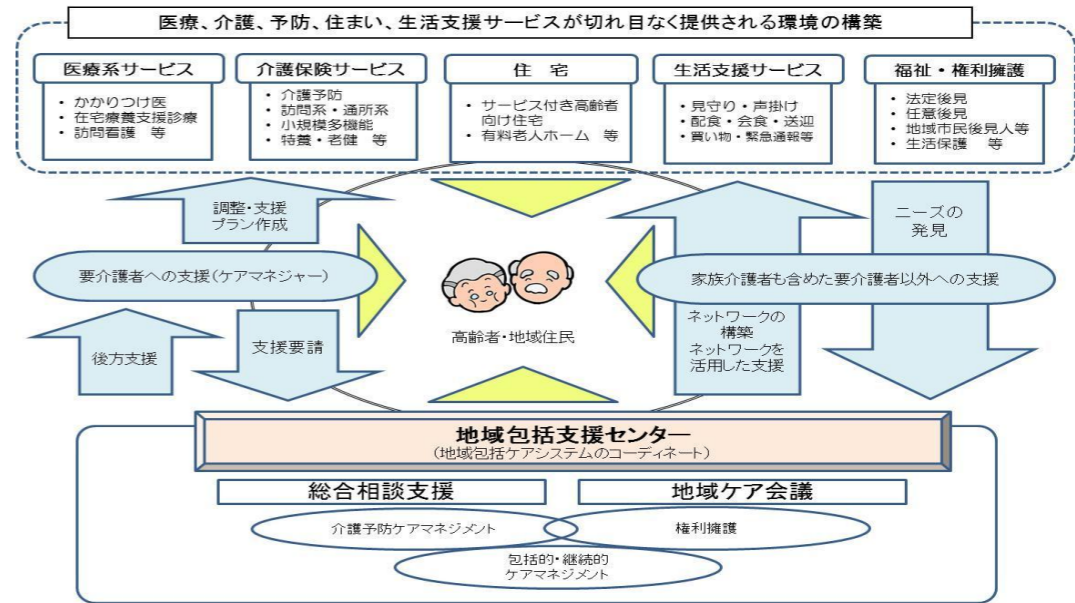 医療、介護、予防、住まい、生活支援サービスが切れ目なく提供される環境の構築
医療系サービス
・ かかりつけ医
・ 在宅療養支援診療
・ 訪問看護　等
介護保険サービス
・ 介護予防
・ 訪問系・通所系
・ 小規模多機能
・ 特養・老健　等
住　宅
・ サービス付き高齢者
向け住宅
・ 有料老人ホーム　等
生活支援サービス
・見守り・声掛け
・配食・会食・送迎
・買い物・緊急通報等
福祉・権利擁護
・ 法定後見
・ 任意後見
・ 地域市民後見人等
・ 生活保護　等
調整・支援
プラン作成
ニーズの
発見
要介護者への支援（ケアマネジャー）
家族介護者も含めた要介護者以外への支援
後方支援
支援要請
高齢者・地域住民
ネットワークの
構築
ネットワークを
活用した支援
地域包括支援センター
（地域包括ケアシステムのコーディネート）
総合相談支援
地域ケア会議
介護予防ケアマネジメント
権利擁護
包括的・継続的
ケアマネジメント